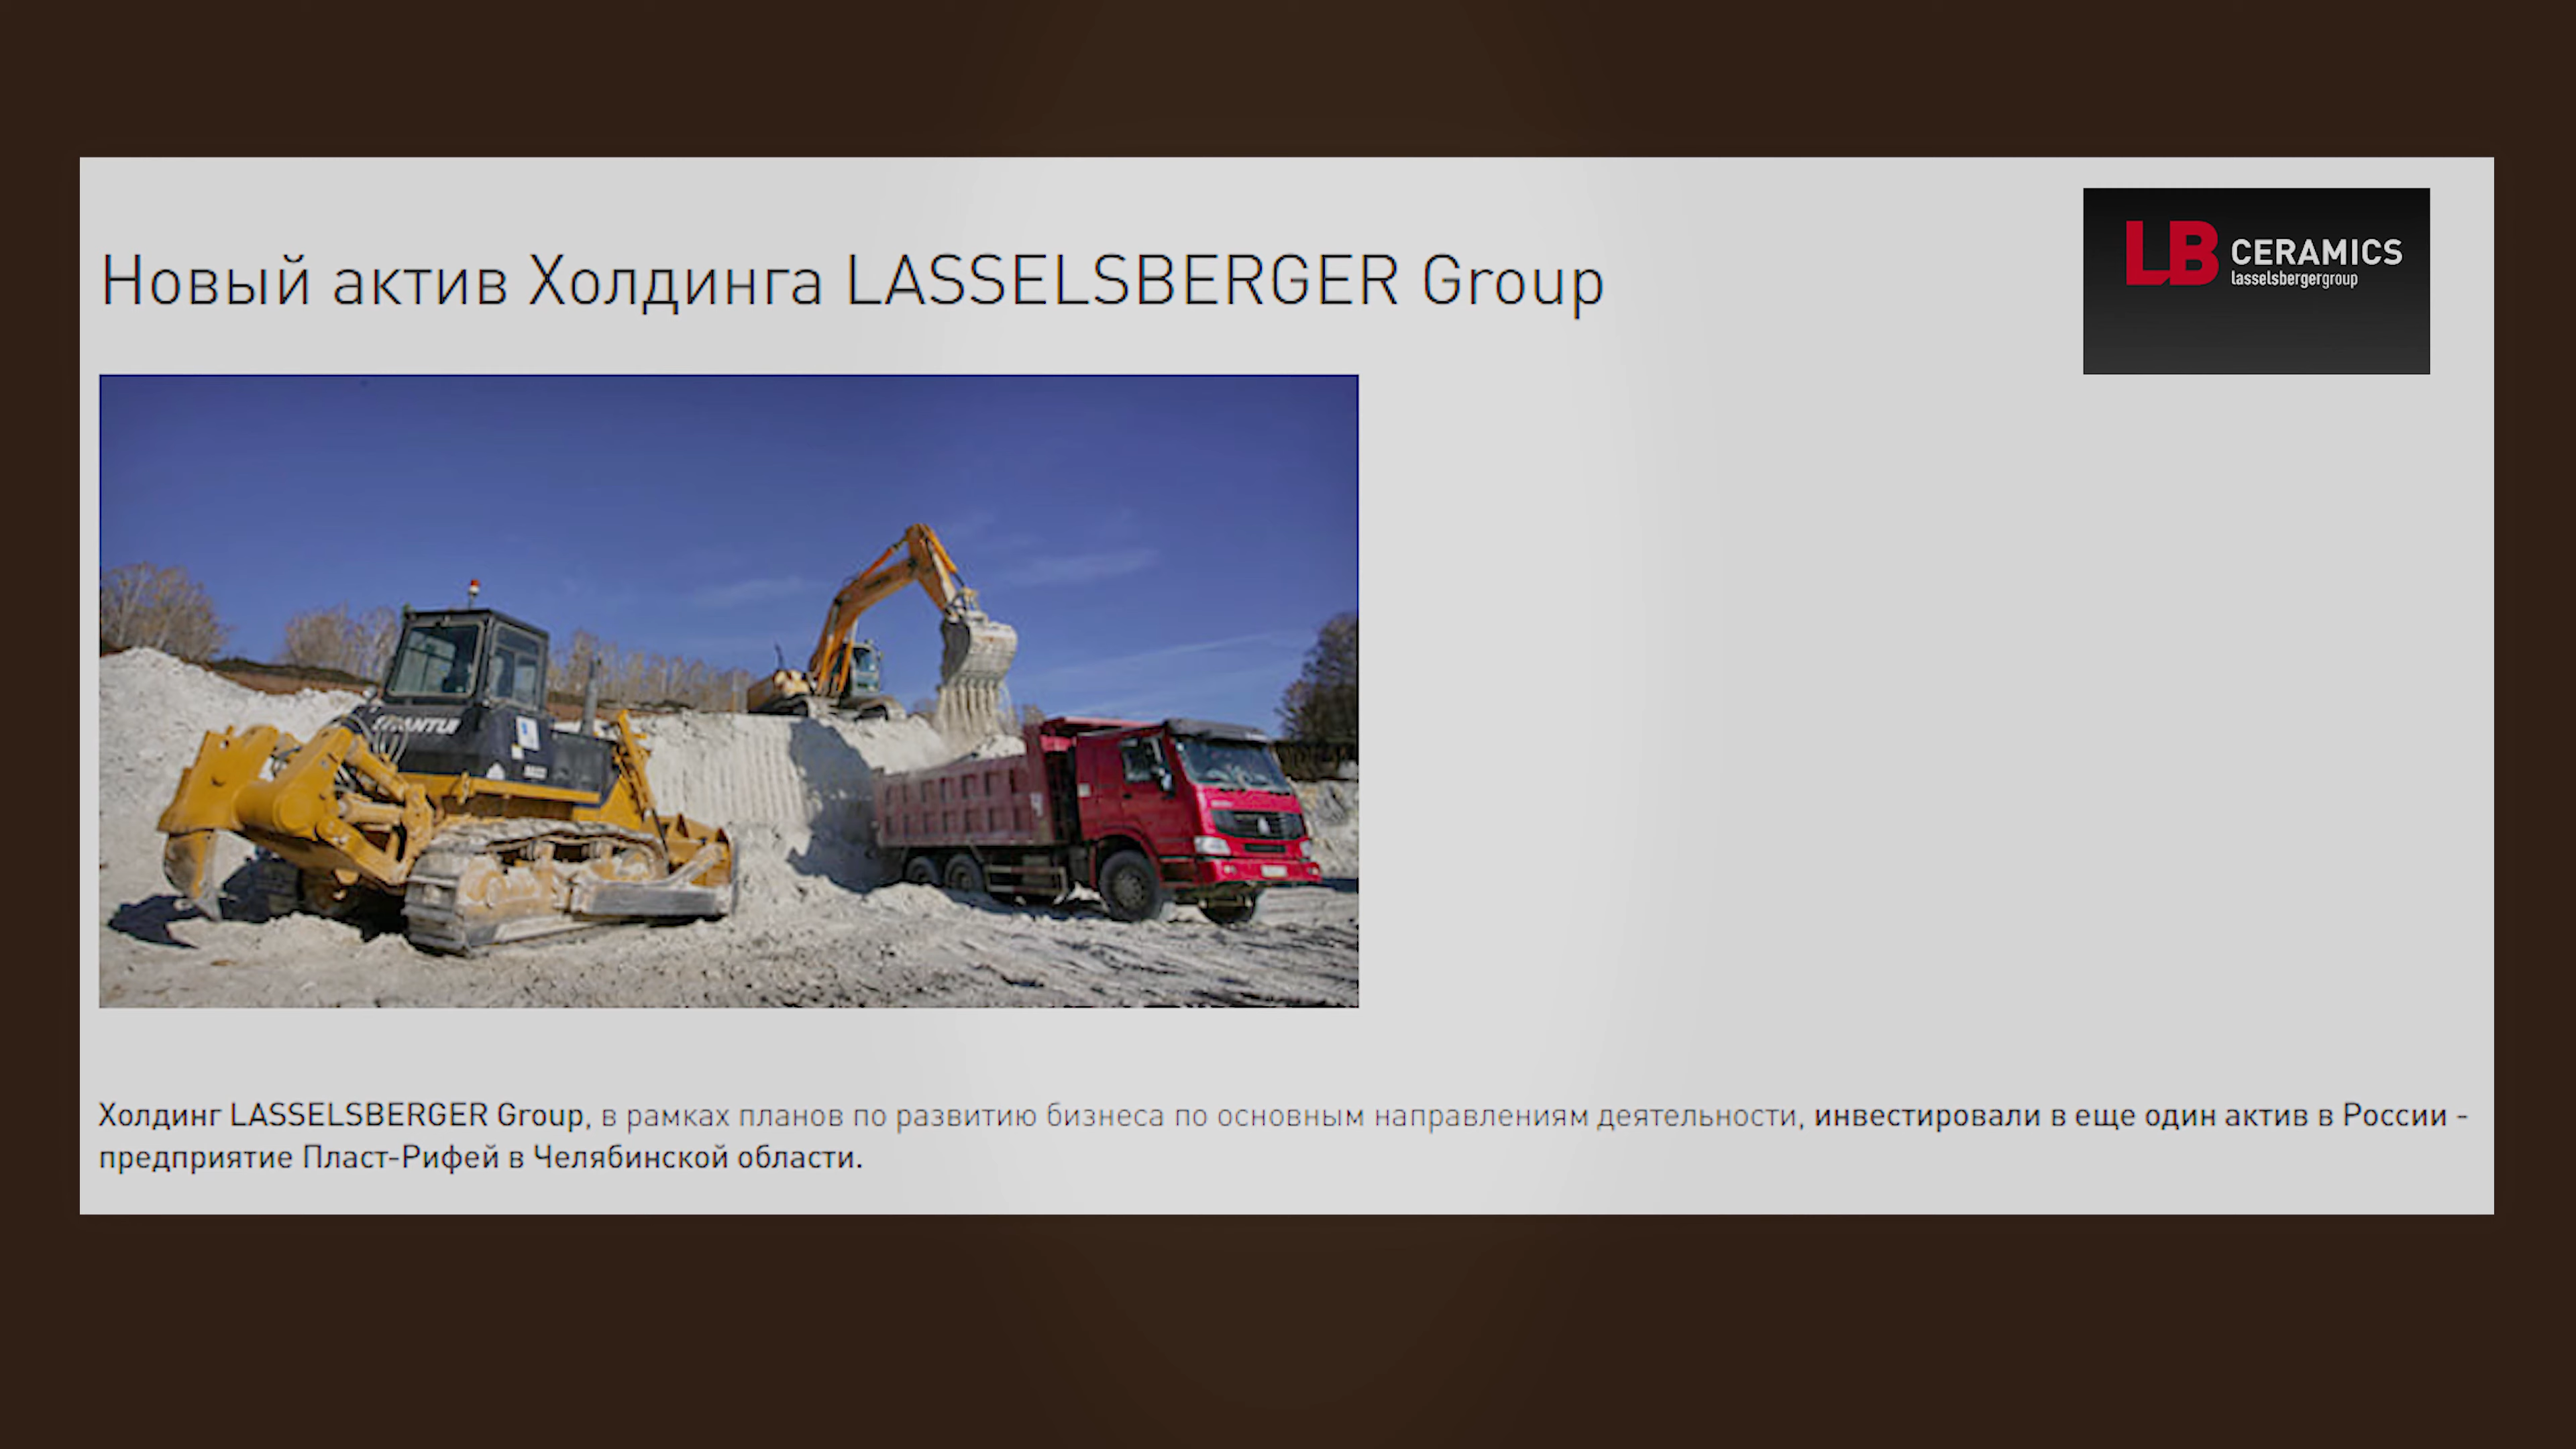 Новый актив Холдинга LASSELSBERGER Group
LB CERAMICS
lasselsbergergroup
SHANTUI
Холдинг LASSELSBERGER Group, в рамках планов по развитию бизнеса по основным направлениям деятельности, инвестировали в еще один актив в России -
предприятие Пласт-Рифей в Челябинской области.